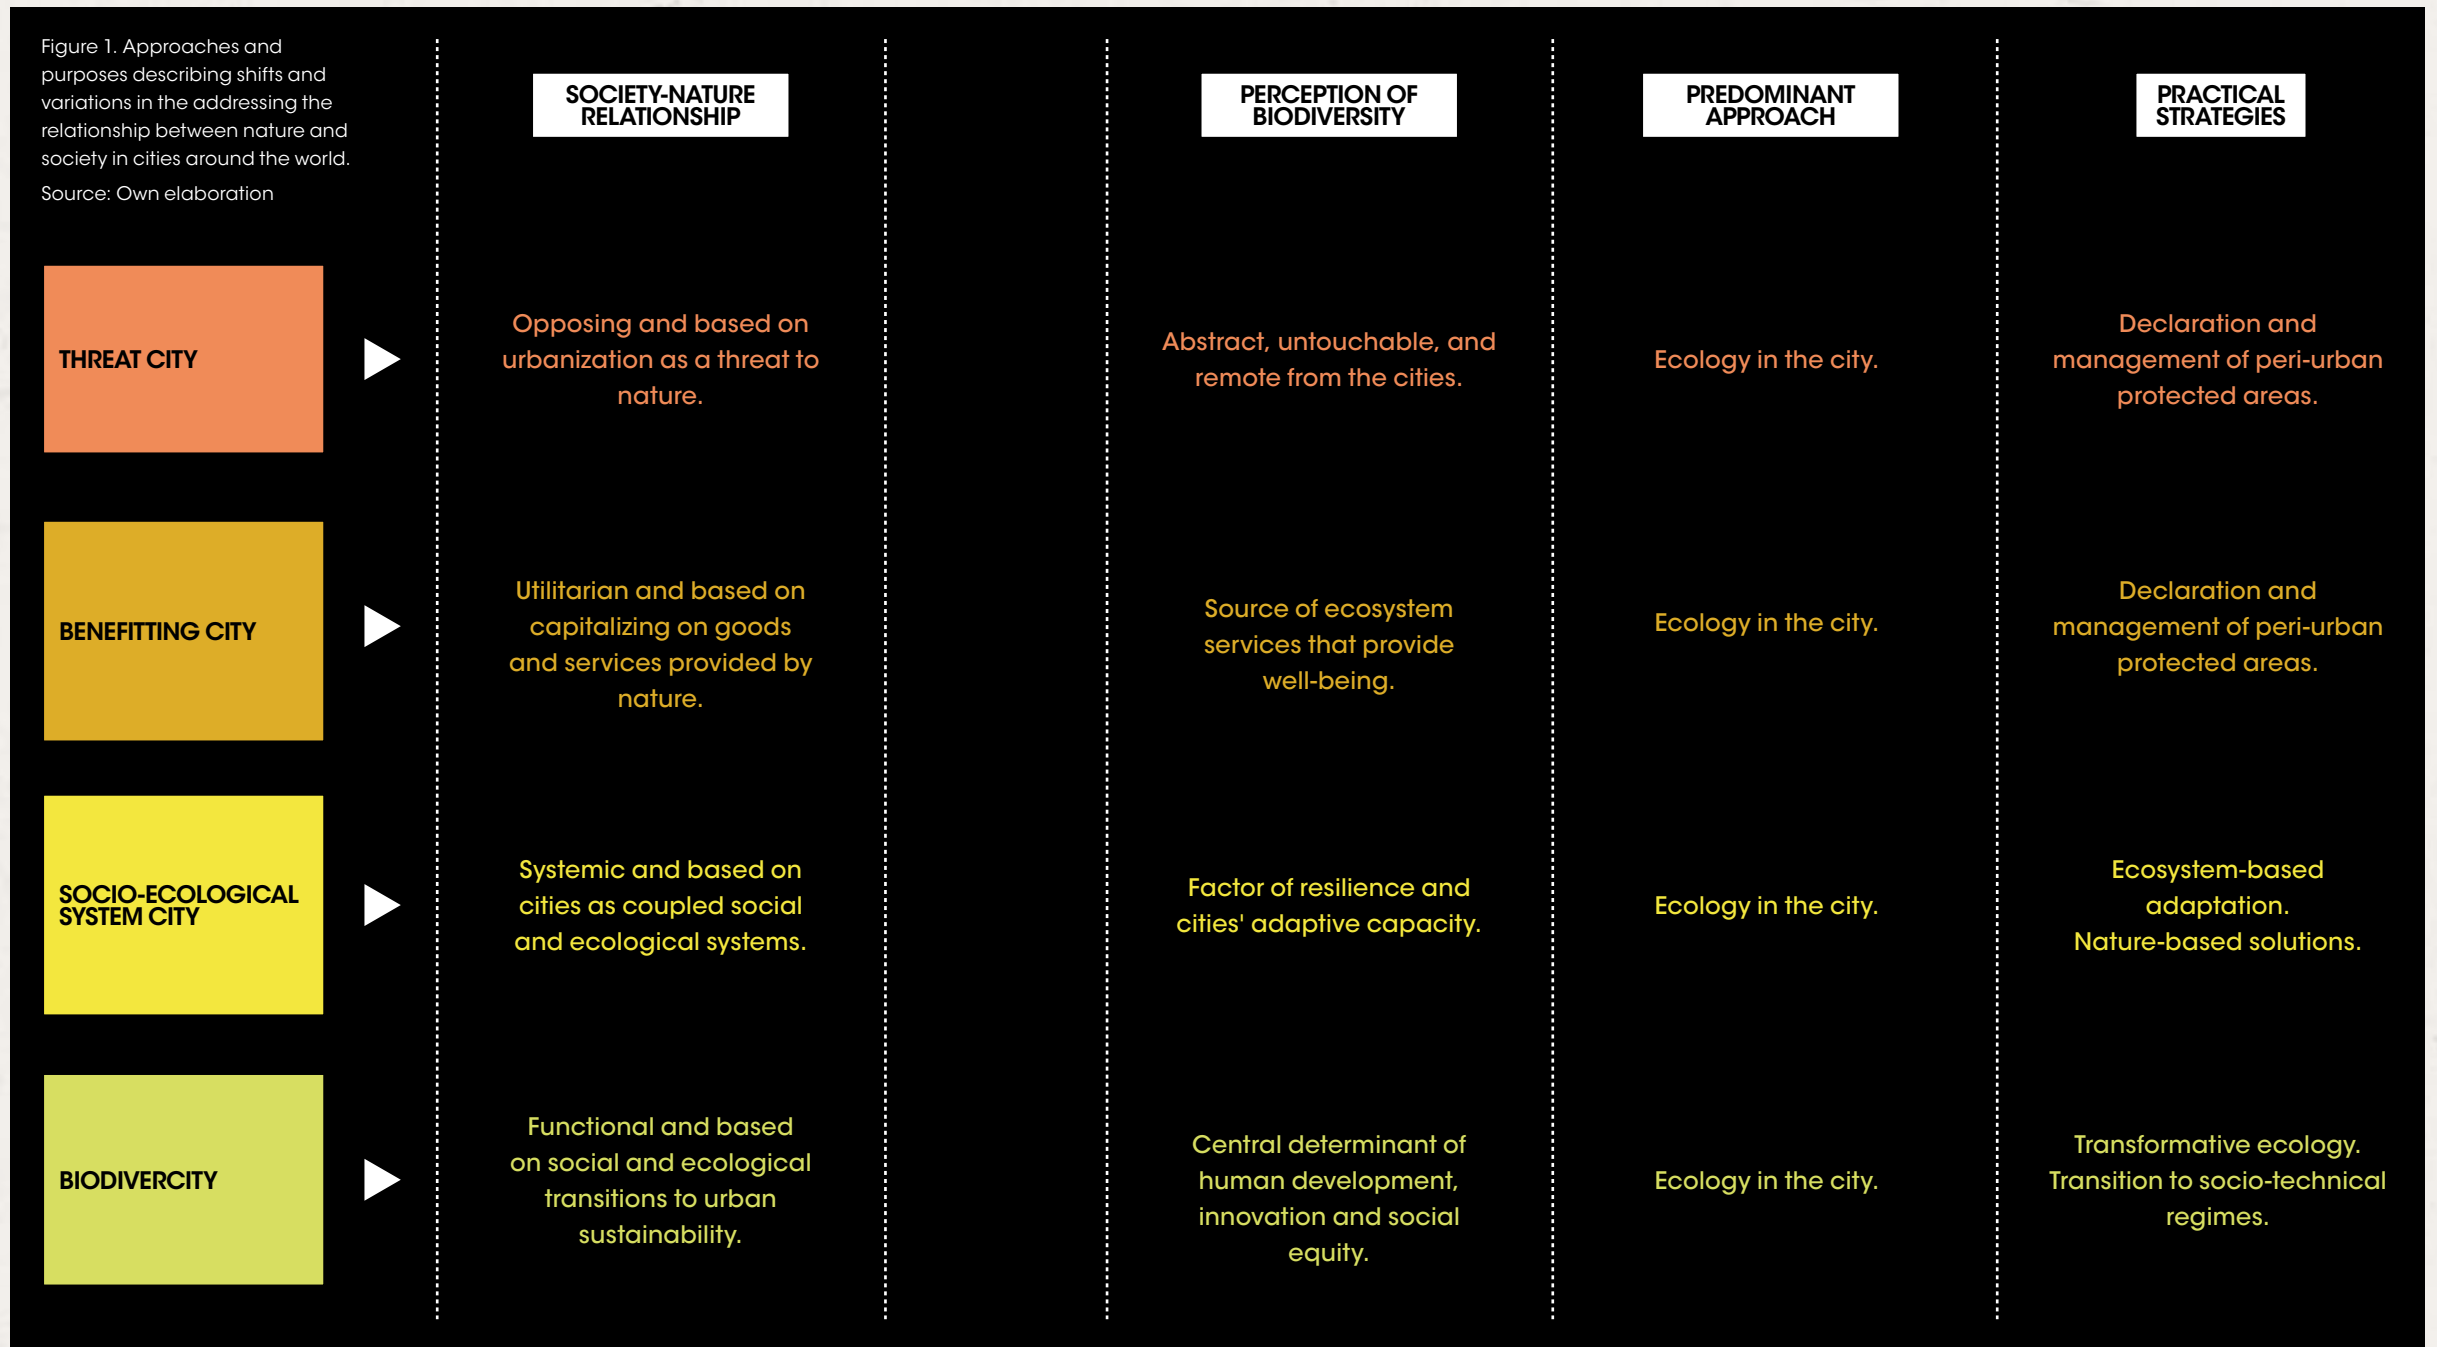 Figure 1. Approaches and
purposes describing shifts and
variations in the addressing the
relationship between nature and
society in cities around the world.
Source: Own elaboration
SOCIETY-NATURE
RELATIONSHIP
PERCEPTION OF
BIODIVERSITY
PREDOMINANT
APPROACH
PRACTICAL
STRATEGIES
THREAT CITY
Opposing and based on
urbanization as a threat to
nature.
Abstract, untouchable, and
remote from the cities.
Ecology in the city.
Declaration and
management of peri-urban
protected areas.
BENEFITTING CITY
Utilitarian and based on
capitalizing on goods
and services provided by
nature.
Source of ecosystem
services that provide
well-being.
Ecology in the city.
Declaration and
management of peri-urban
protected areas.
SOCIO-ECOLOGICAL
SYSTEM CITY
Systemic and based on
cities as coupled social
and ecological systems.
Factor of resilience and
cities' adaptive capacity.
Ecology in the city.
Ecosystem-based
adaptation.
Nature-based solutions.
BIODIVERCITY
Functional and based
on social and ecological
transitions to urban
sustainability.
Central determinant of
human development,
innovation and social
equity.
Ecology in the city.
Transformative ecology.
Transition to socio-technical
regimes.